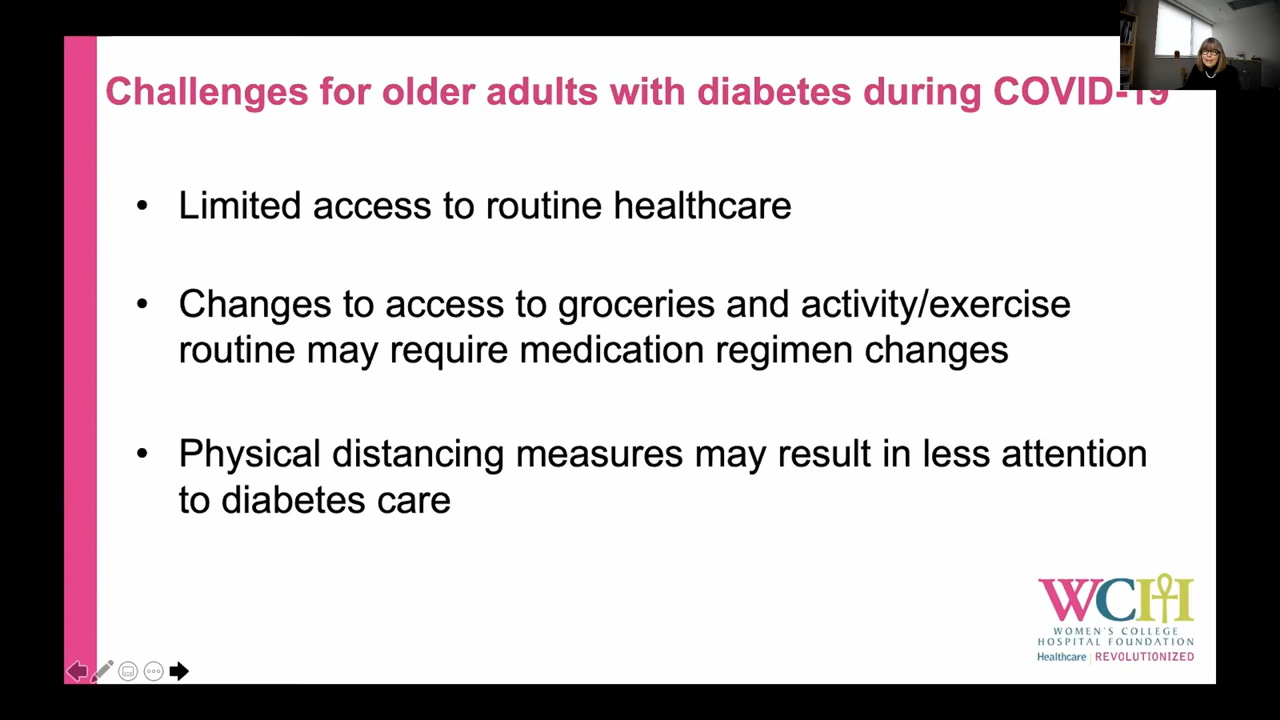 Challenges for older adults with diabetes during COVID-19
• Limited access to routine healthcare
• Changes to access to groceries and activity/exercise
routine may require medication regimen changes
• Physical distancing measures may result in less attention
to diabetes care
WCH
WOMEN'S COLLEGE
HOSPITAL FOUNDATION
Healthcare | REVOLUTIONIZED